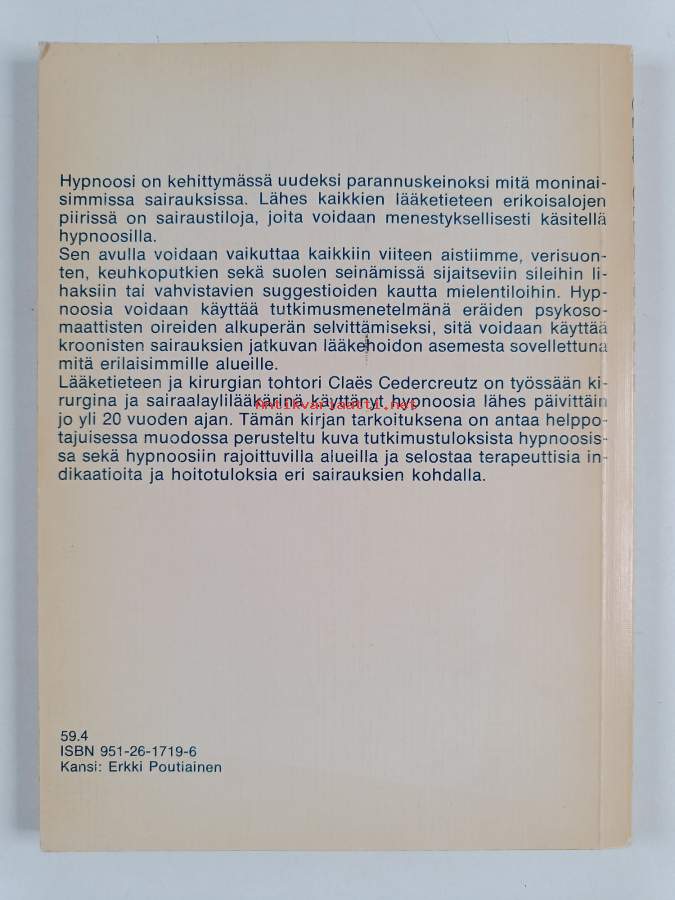 Hypnoosi on kehittymässä uudeksi parannuskeinoksi mitä moninai-
simmissa sairauksissa. Lähes kaikkien lääketieteen erikoisalojen
piirissä on sairaustiloja, joita voidaan menestyksellisesti käsitellä
hypnoosilla.
Sen avulla voidaan vaikuttaa kaikkiin viiteen aistiimme, verisuon-
ten, keuhkoputkien sekä suolen seinämissä sijaitseviin sileihin li-
haksiin tai vahvistavien suggestioiden kautta mielentiloihin. Hyp-
noosia voidaan käyttää tutkimusmenetelmänä eräiden psykoso-
maattisten oireiden alkuperän selvittämiseksi, sitä voidaan käyttää
kroonisten sairauksien jatkuvan lääkehoidon asemesta sovellettuna
mitä erilaisimmille alueille.
Lääketieteen ja kirurgian tohtori Claës Cedercreutz on työssään ki-
rurgina ja sairaalaylilääkärinä käyttänyt hypnoosia lähes päivittäin
antikvariaatti.net
jo yli 20 vuoden ajan. Tämän kirjan tarkoituksena on antaa helppo-
tajuisessa muodossa perusteltu kuva tutkimustuloksista hypnoosis-
sa sekä hypnoosiin rajoittuvilla alueilla ja selostaa terapeuttisia in-
dikaatioita ja hoitotuloksia eri sairauksien kohdalla.
59.4
ISBN 951-26-1719-6
Kansi: Erkki Poutiainen